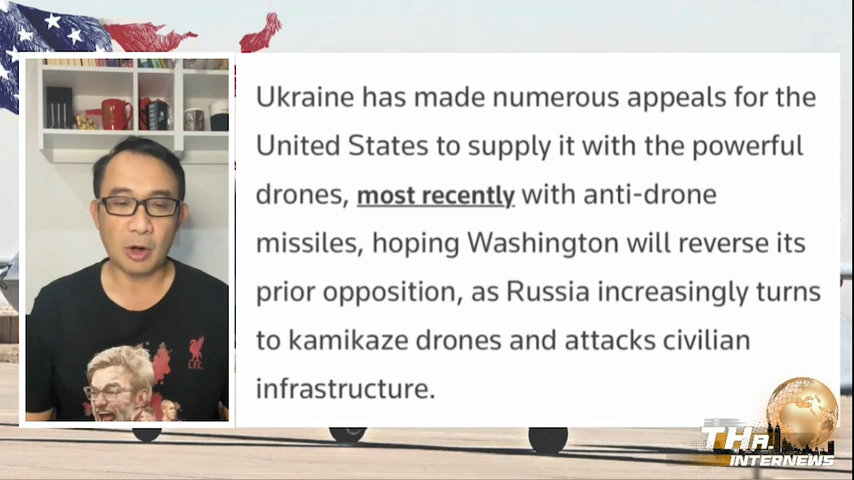 Ukraine has made numerous appeals for the
United States to supply it with the powerful
drones, most recently with anti-drone
missiles, hoping Washington will reverse its
prior opposition, as Russia increasingly turns
to kamikaze drones and attacks civilian
infrastructure.
L.F.C.
THR.
INTERNEWS